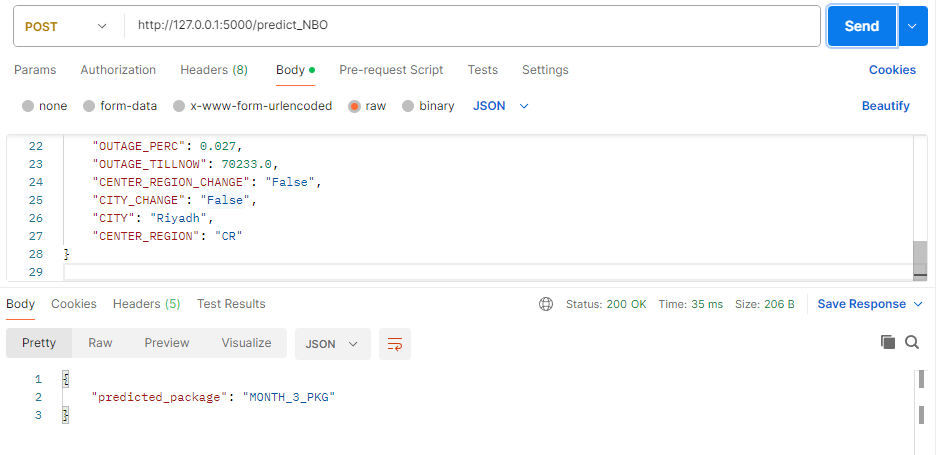 POST http://127.0.0.1:5000/predict_NBO Send
Params Authorization Headers (8) Body Pre-request Script Tests Settings Cookies
none form-data x-www-form-urlencoded raw binary JSON Beautify
22 "OUTAGE_PERC": 0.027,
23 "OUTAGE_TILLNOW": 70233.0,
24 "CENTER_REGION_CHANGE": "False",
25 "CITY_CHANGE": "False",
26 "CITY": "Riyadh",
27 "CENTER_REGION": "CR"
28 }
29
Body Cookies Headers (5) Test Results Status: 200 OK Time: 35 ms Size: 206 B Save Response
Pretty Raw Preview Visualize JSON
1 {
2 "predicted_package": "MONTH_3_PKG"
3 }